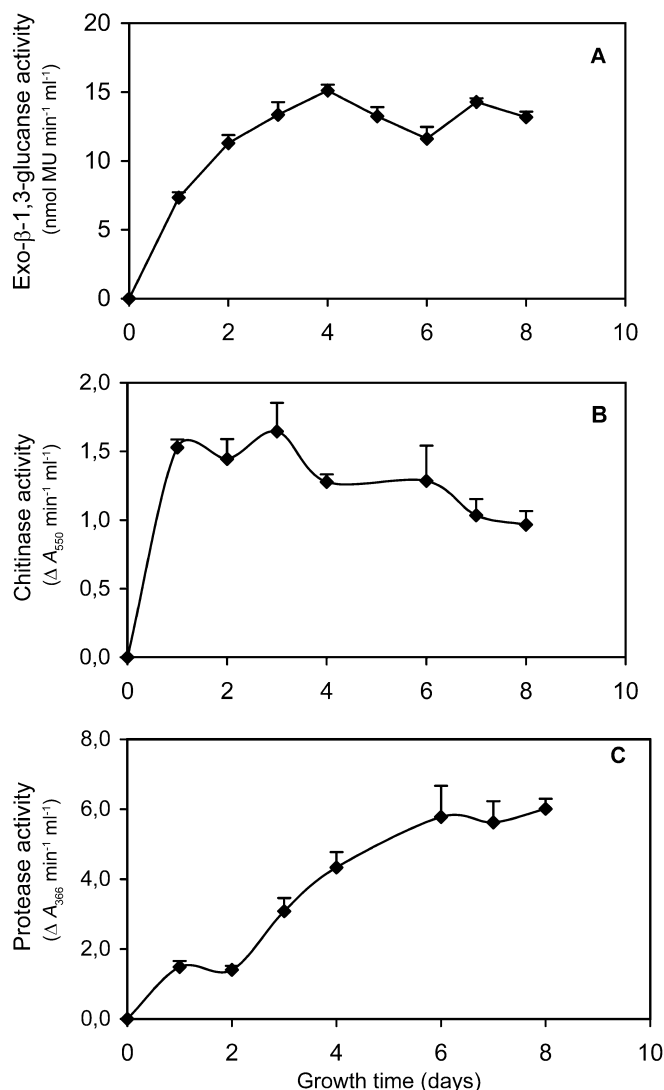 Exo-β-1,3-glucanse activity
(nmol MU min-1 ml-1)
20
15
10
5
0
A
0 2 4 6 8 10
Chitinase activity
(Δ A550 min-1 ml-1)
2,0
1,5
1,0
0,5
0,0
B
0 2 4 6 8 10
Protease activity
(Δ A366 min-1 ml-1)
8,0
6,0
4,0
2,0
0,0
C
0 2 4 6 8 10
Growth time (days)